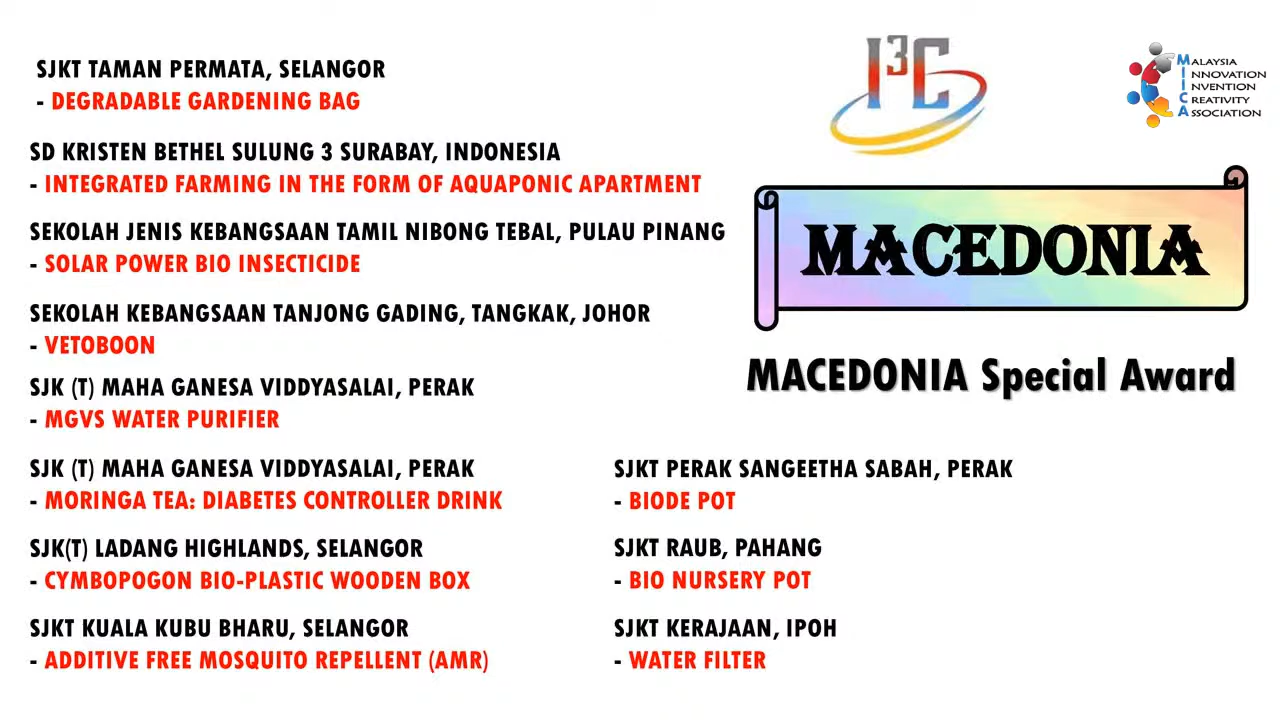 SJKT TAMAN PERMATA, SELANGOR
- DEGRADABLE GARDENING BAG
SD KRISTEN BETHEL SULUNG 3 SURABAY, INDONESIA
- INTEGRATED FARMING IN THE FORM OF AQUAPONIC APARTMENT
SEKOLAH JENIS KEBANGSAAN TAMIL NIBONG TEBAL, PULAU PINANG
- SOLAR POWER BIO INSECTICIDE
SEKOLAH KEBANGSAAN TANJONG GADING, TANGKAK, JOHOR
- VETOBOON
SJK (T) MAHA GANESA VIDDYASALAI, PERAK
- MGVS WATER PURIFIER
SJK (T) MAHA GANESA VIDDYASALAI, PERAK
- MORINGA TEA: DIABETES CONTROLLER DRINK
SJK(T) LADANG HIGHLANDS, SELANGOR
- CYMBOPOGON BIO-PLASTIC WOODEN BOX
SJKT KUALA KUBU BHARU, SELANGOR
- ADDITIVE FREE MOSQUITO REPELLENT (AMR)
I3C
MALAYSIA
INNOVATION
INVENTION
CREATIVITY
ASSOCIATION
MACEDONIA
MACEDONIA Special Award
SJKT PERAK SANGEETHA SABAH, PERAK
- BIODE POT
SJKT RAUB, PAHANG
- BIO NURSERY POT
SJKT KERAJAAN, IPOH
- WATER FILTER